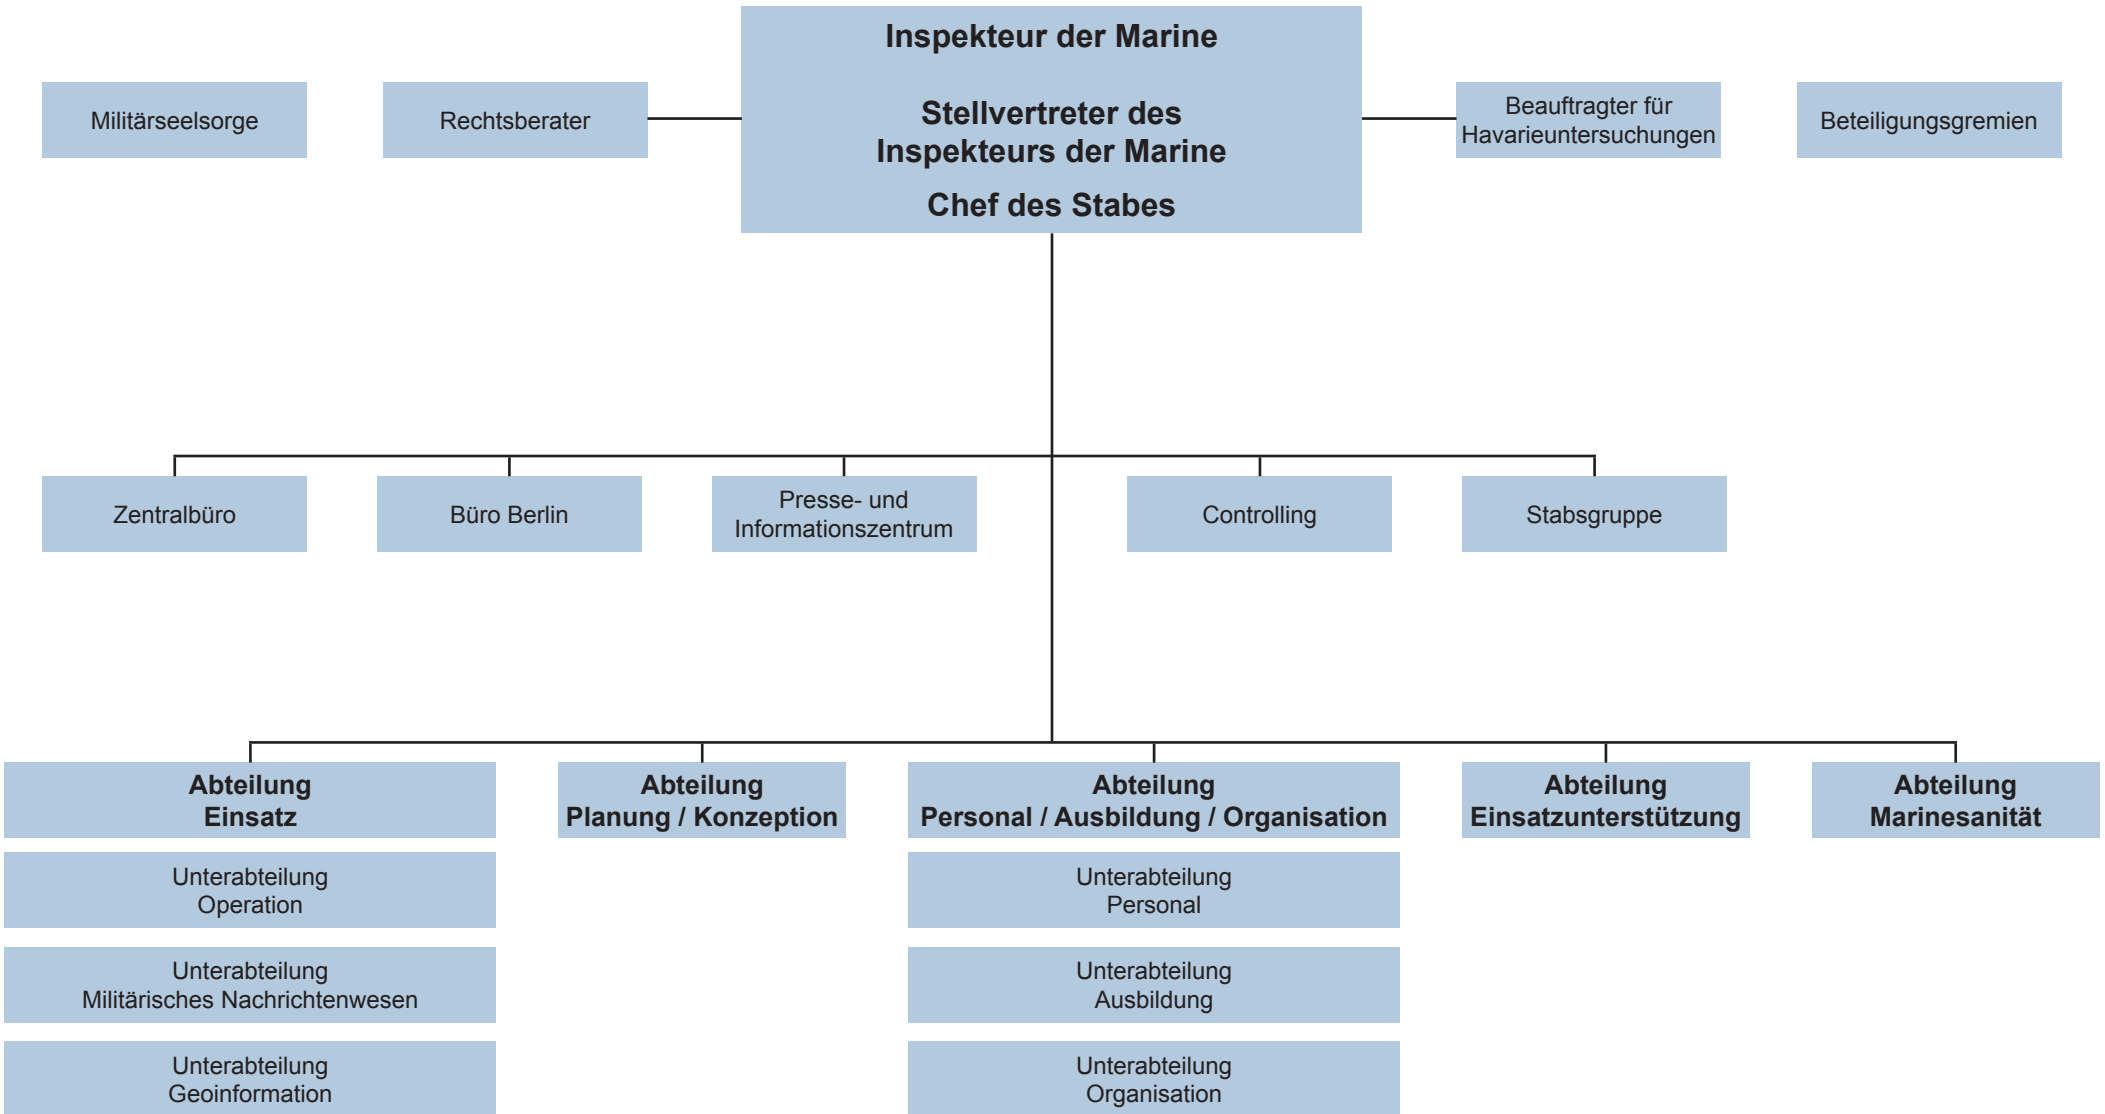 Inspekteur der Marine
Stellvertreter des
Inspekteurs der Marine
Chef des Stabes
Militärseelsorge
Rechtsberater
Beauftragter für
Havarieuntersuchungen
Beteiligungsgremien
Zentralbüro
Büro Berlin
Presse- und
Informationszentrum
Controlling
Stabsgruppe
Abteilung
Einsatz
Unterabteilung
Operation
Unterabteilung
Militärisches Nachrichtenwesen
Unterabteilung
Geoinformation
Abteilung
Planung / Konzeption
Abteilung
Personal / Ausbildung / Organisation
Unterabteilung
Personal
Unterabteilung
Ausbildung
Unterabteilung
Organisation
Abteilung
Einsatzunterstützung
Abteilung
Marinesanität